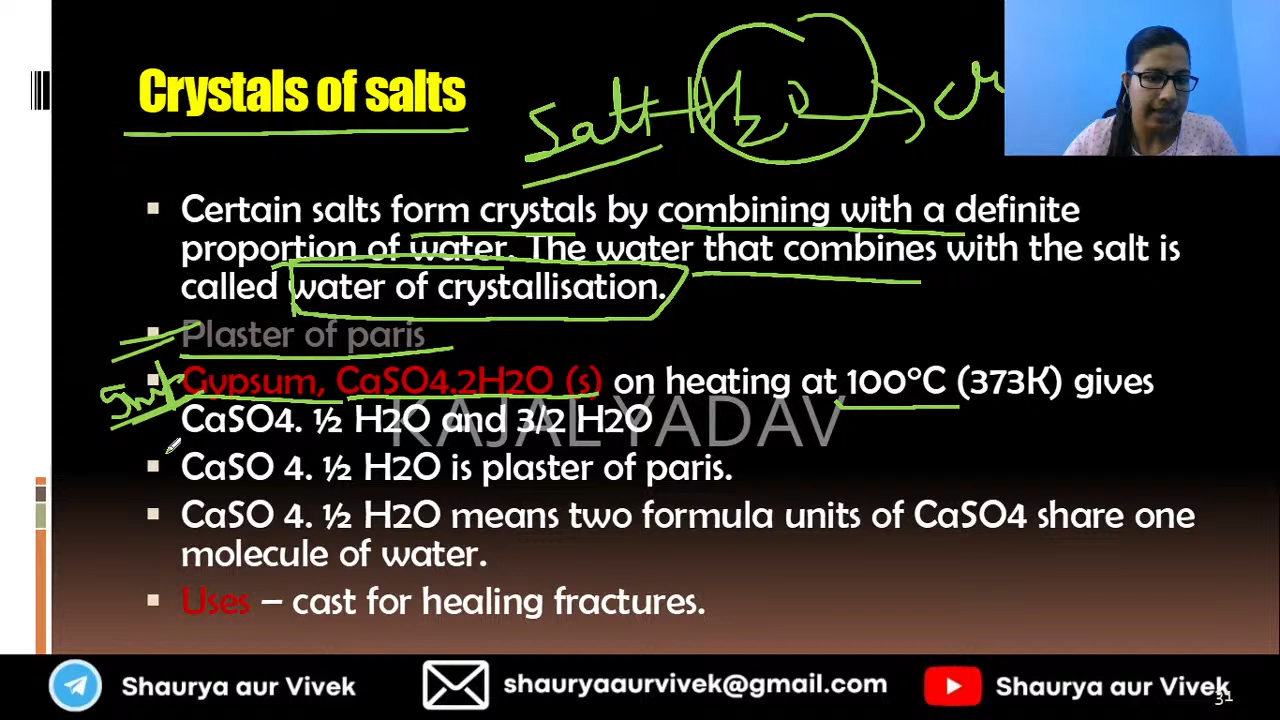 Crystals of salts
Salt + H2O → cr
Certain salts form crystals by combining with a definite
proportion of water. The water that combines with the salt is
called water of crystallisation.
Plaster of paris
Gypsum, CaSO4.2H2O (s) on heating at 100°C (373K) gives
CaSO4. ½ H2O and 3/2 H2O
KAJAL YADAV
CaSO 4. ½ H2O is plaster of paris.
CaSO 4. ½ H2O means two formula units of CaSO4 share one
molecule of water.
Uses – cast for healing fractures.
Shaurya aur Vivek
shauryaaurvivek@gmail.com
Shaurya aur Vivek
31